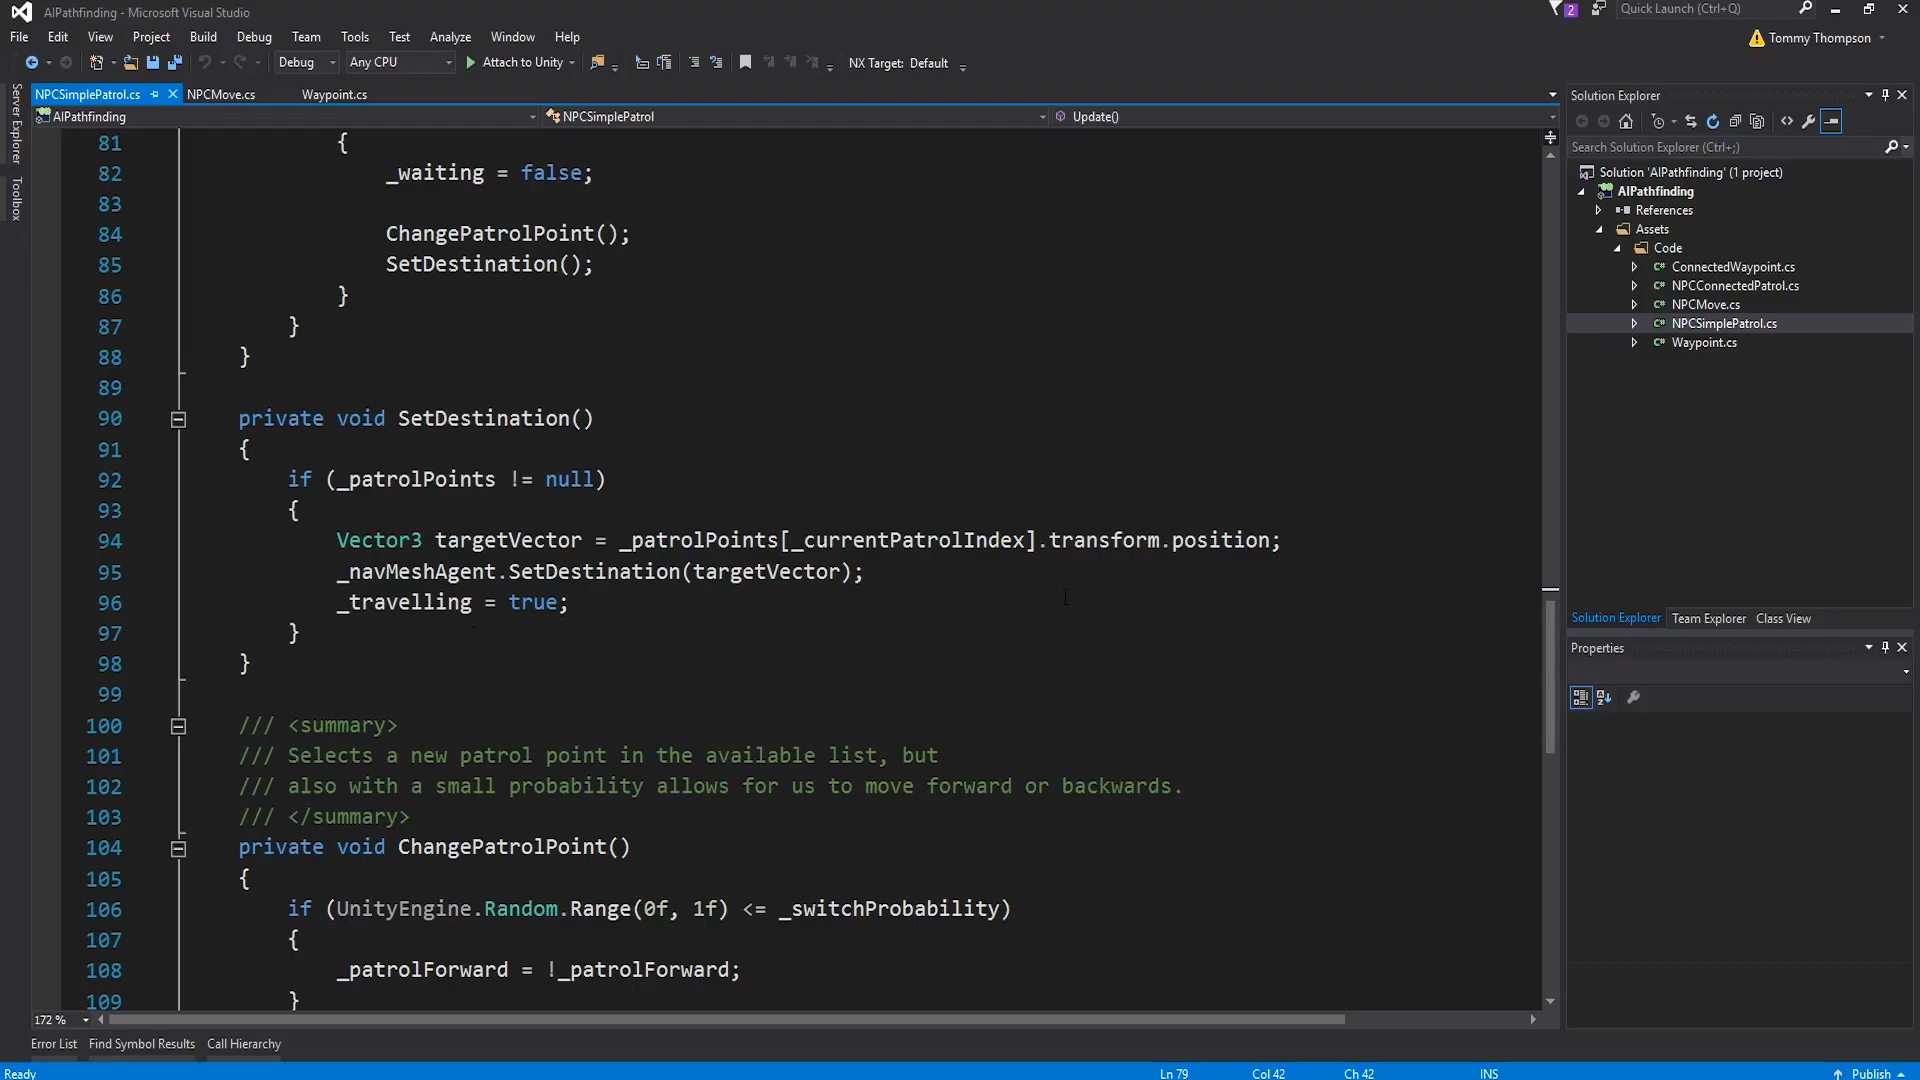 AIPathfinding - Microsoft Visual Studio
2
Quick Launch (Ctrl+Q)
File Edit View Project Build Debug Team Tools Test Analyze Window Help
Tommy Thompson
Debug Any CPU Attach to Unity NX Target: Default
Server Explorer
Toolbox
NPCSimplePatrol.cs NPCMove.cs Waypoint.cs
AIPathfinding NPCSimplePatrol Update()
81 {
82 _waiting = false;
83
84 ChangePatrolPoint();
85 SetDestination();
86 }
87 }
88 }
89
90 private void SetDestination()
91 {
92 if (_patrolPoints != null)
93 {
94 Vector3 targetVector = _patrolPoints[_currentPatrolIndex].transform.position;
95 _navMeshAgent.SetDestination(targetVector);
96 _travelling = true;
97 }
98 }
99
100 /// <summary>
101 /// Selects a new patrol point in the available list, but
102 /// also with a small probability allows for us to move forward or backwards.
103 /// </summary>
104 private void ChangePatrolPoint()
105 {
106 if (UnityEngine.Random.Range(0f, 1f) <= _switchProbability)
107 {
108 _patrolForward = !_patrolForward;
109 }
172 %
Solution Explorer
Search Solution Explorer (Ctrl+;)
Solution 'AIPathfinding' (1 project)
AIPathfinding
References
Assets
Code
C# ConnectedWaypoint.cs
C# NPCConnectedPatrol.cs
C# NPCMove.cs
C# NPCSimplePatrol.cs
C# Waypoint.cs
Solution Explorer Team Explorer Class View
Properties
Error List Find Symbol Results Call Hierarchy
Ready Ln 79 Col 42 Ch 42 INS Publish